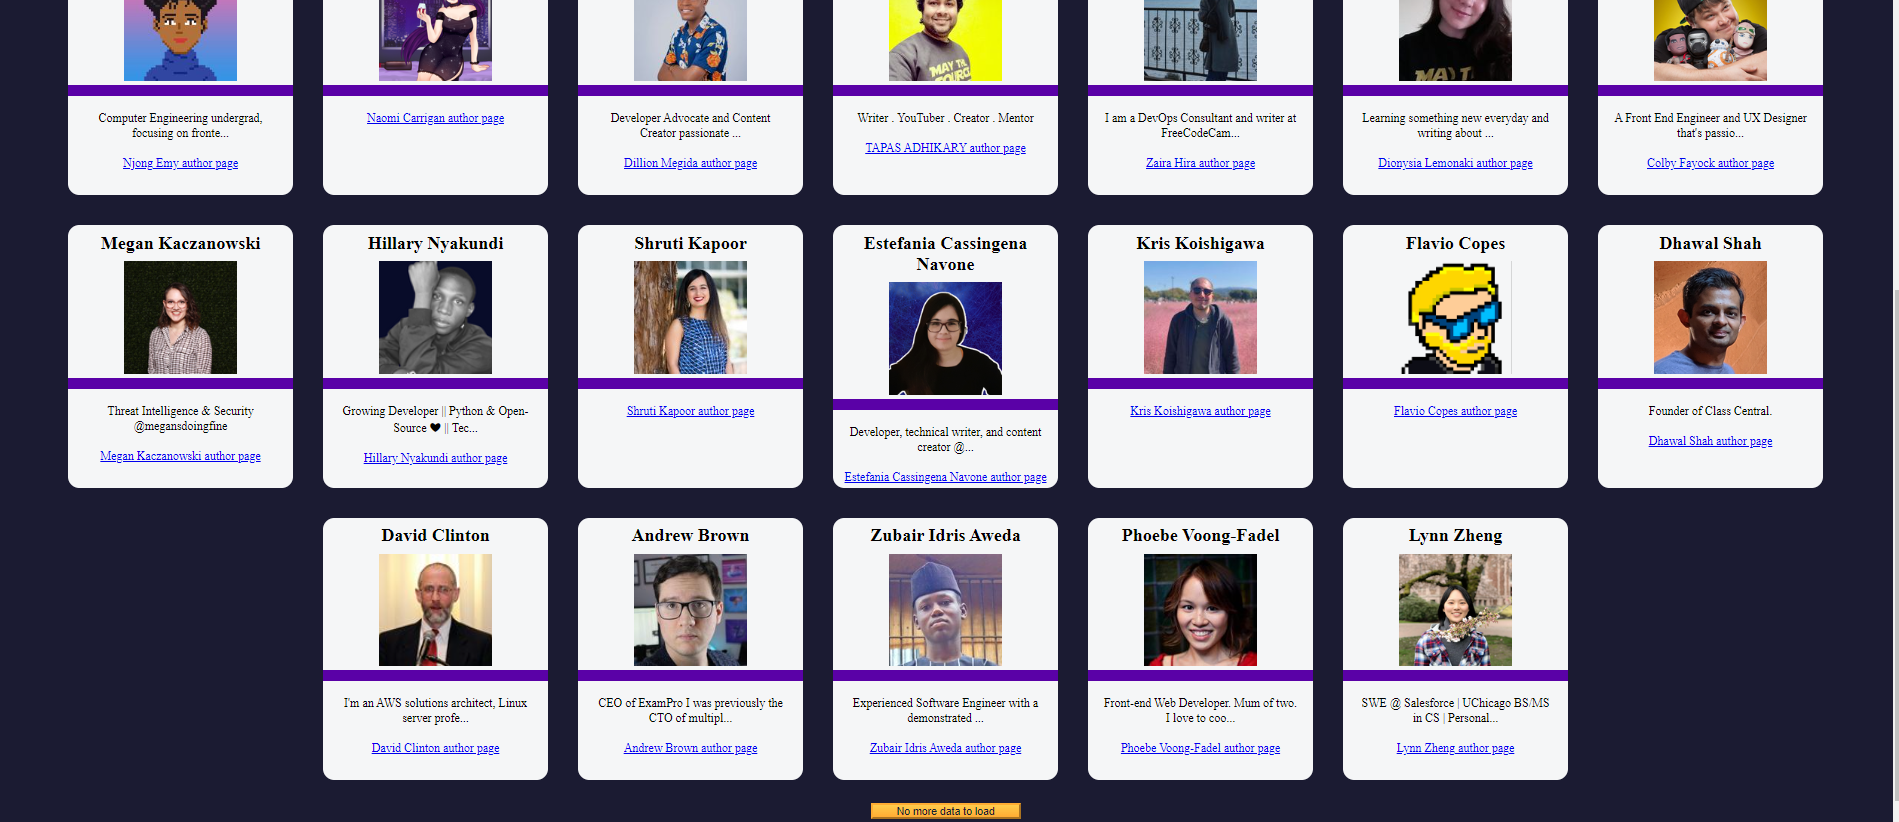 MAY THE
SOURCE
MAY T
Computer Engineering undergrad,
focusing on fronte...
Njong Emy author page
Naomi Carrigan author page
Developer Advocate and Content
Creator passionate ...
Dillion Megida author page
Writer . YouTuber . Creator . Mentor
TAPAS ADHIKARY author page
I am a DevOps Consultant and writer at
FreeCodeCam...
Zaira Hira author page
Learning something new everyday and
writing about ...
Dionysia Lemonaki author page
A Front End Engineer and UX Designer
that's passio...
Colby Fayock author page
Megan Kaczanowski
Threat Intelligence & Security
@megansdoingfine
Megan Kaczanowski author page
Hillary Nyakundi
Growing Developer || Python & Open-
Source ♥ || Tec...
Hillary Nyakundi author page
Shruti Kapoor
Shruti Kapoor author page
Estefania Cassingena
Navone
Developer, technical writer, and content
creator @...
Estefania Cassingena Navone author page
Kris Koishigawa
Kris Koishigawa author page
Flavio Copes
Flavio Copes author page
Dhawal Shah
Founder of Class Central.
Dhawal Shah author page
David Clinton
I'm an AWS solutions architect, Linux
server profe...
David Clinton author page
Andrew Brown
CEO of ExamPro I was previously the
CTO of multipl...
Andrew Brown author page
Zubair Idris Aweda
Experienced Software Engineer with a
demonstrated ...
Zubair Idris Aweda author page
Phoebe Voong-Fadel
Front-end Web Developer. Mum of two.
I love to coo...
Phoebe Voong-Fadel author page
Lynn Zheng
SWE @ Salesforce | UChicago BS/MS
in CS | Personal...
Lynn Zheng author page
No more data to load